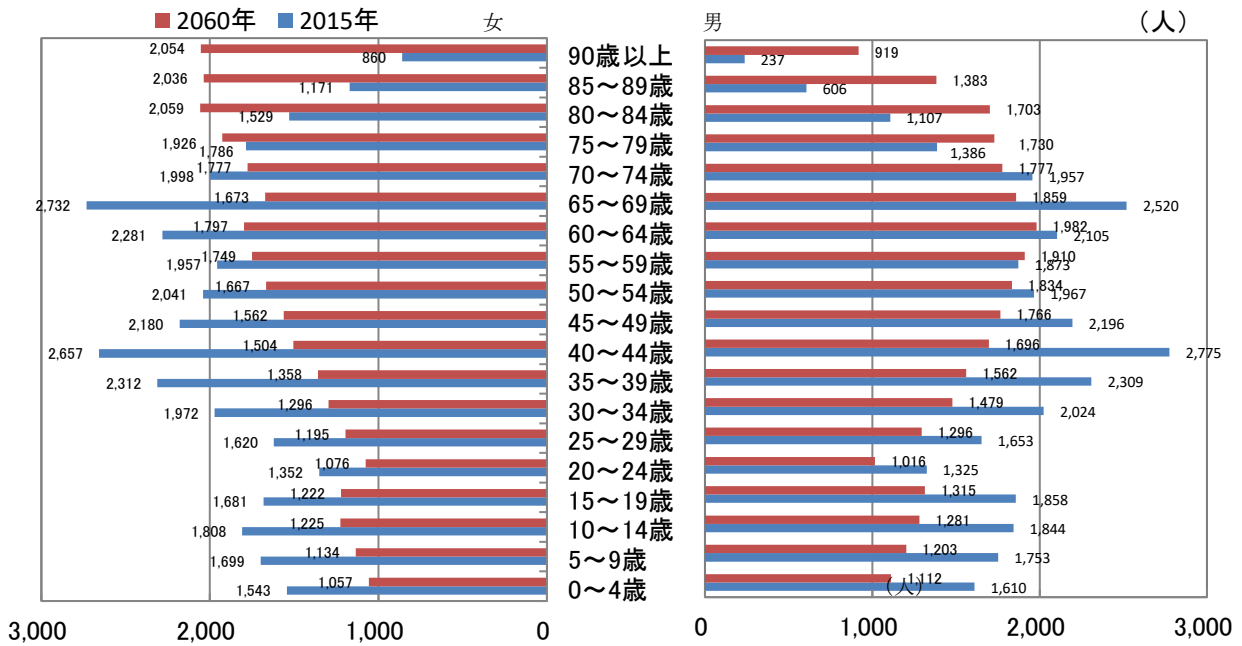 2060年 2015年 女 男 （人）
2,054 90歳以上 919
860 237
2,036 85～89歳 1,383
1,171 606
2,059 80～84歳 1,703
1,529 1,107
1,926 75～79歳 1,730
1,786 1,386
1,777 70～74歳 1,777
1,998 1,957
1,673 65～69歳 1,859
2,732 2,520
1,797 60～64歳 1,982
2,281 2,105
1,749 55～59歳 1,910
1,957 1,873
1,667 50～54歳 1,834
2,041 1,967
1,562 45～49歳 1,766
2,180 2,196
1,504 40～44歳 1,696
2,657 2,775
1,358 35～39歳 1,562
2,312 2,309
1,296 30～34歳 1,479
1,972 2,024
1,195 25～29歳 1,296
1,620 1,653
1,076 20～24歳 1,016
1,352 1,325
1,222 15～19歳 1,315
1,681 1,858
1,225 10～14歳 1,281
1,808 1,844
1,134 5～9歳 1,203
1,699 1,753
1,057 0～4歳 1,112
1,543 （人） 1,610
3,000 2,000 1,000 0 0 1,000 2,000 3,000